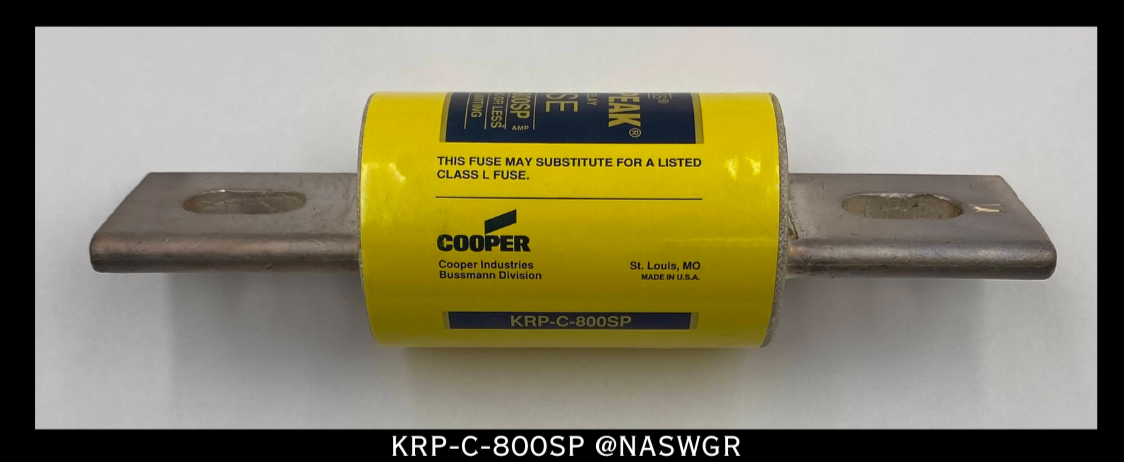 PEAK®
SE
800SP
AMP
OR LESS
THIS FUSE MAY SUBSTITUTE FOR A LISTED
CLASS L FUSE.
COOPER
Cooper Industries
Bussmann Division
St. Louis, MO
MADE IN U.S.A.
KRP-C-800SP
KRP-C-800SP @NASWGR